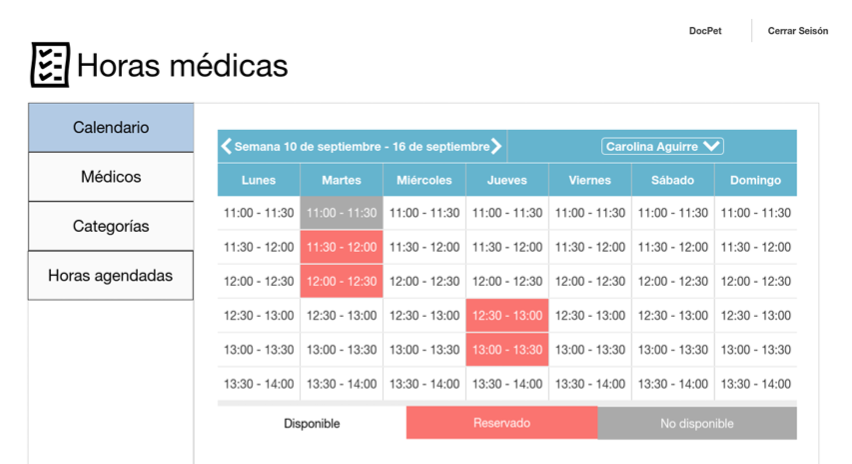 DocPet Cerrar Seisón
Horas médicas
Calendario
Médicos
Categorías
Horas agendadas
Semana 10 de septiembre - 16 de septiembre Carolina Aguirre
Lunes Martes Miércoles Jueves Viernes Sábado Domingo
11:00 - 11:30 11:00 - 11:30 11:00 - 11:30 11:00 - 11:30 11:00 - 11:30 11:00 - 11:30 11:00 - 11:30
11:30 - 12:00 11:30 - 12:00 11:30 - 12:00 11:30 - 12:00 11:30 - 12:00 11:30 - 12:00 11:30 - 12:00
12:00 - 12:30 12:00 - 12:30 12:00 - 12:30 12:00 - 12:30 12:00 - 12:30 12:00 - 12:30 12:00 - 12:30
12:30 - 13:00 12:30 - 13:00 12:30 - 13:00 12:30 - 13:00 12:30 - 13:00 12:30 - 13:00 12:30 - 13:00
13:00 - 13:30 13:00 - 13:30 13:00 - 13:30 13:00 - 13:30 13:00 - 13:30 13:00 - 13:30 13:00 - 13:30
13:30 - 14:00 13:30 - 14:00 13:30 - 14:00 13:30 - 14:00 13:30 - 14:00 13:30 - 14:00 13:30 - 14:00
Disponible Reservado No disponible